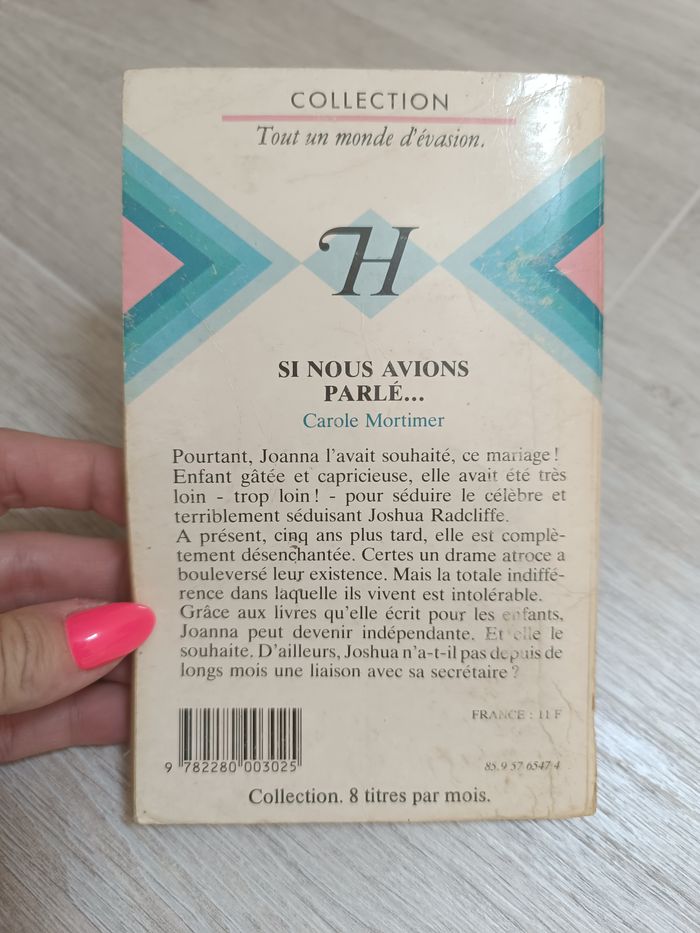 COLLECTION
Tout un monde d'évasion.
H
SI NOUS AVIONS
PARLÉ...
Carole Mortimer
Pourtant, Joanna l'avait souhaité, ce mariage !
Enfant gâtée et capricieuse, elle avait été très
loin - trop loin ! - pour séduire le célèbre et
terriblement séduisant Joshua Radcliffe.
A présent, cinq ans plus tard, elle est complè-
tement désenchantée. Certes un drame atroce a
bouleversé leur existence. Mais la totale indiffé-
rence dans laquelle ils vivent est intolérable.
Grâce aux livres qu'elle écrit pour les enfants,
Joanna peut devenir indépendante. Et elle le
souhaite. D'ailleurs, Joshua n'a-t-il pas depuis de
longs mois une liaison avec sa secrétaire ?
FRANCE : 11 F
9 782280 003025
85.9 57 6547 4
Collection. 8 titres par mois.